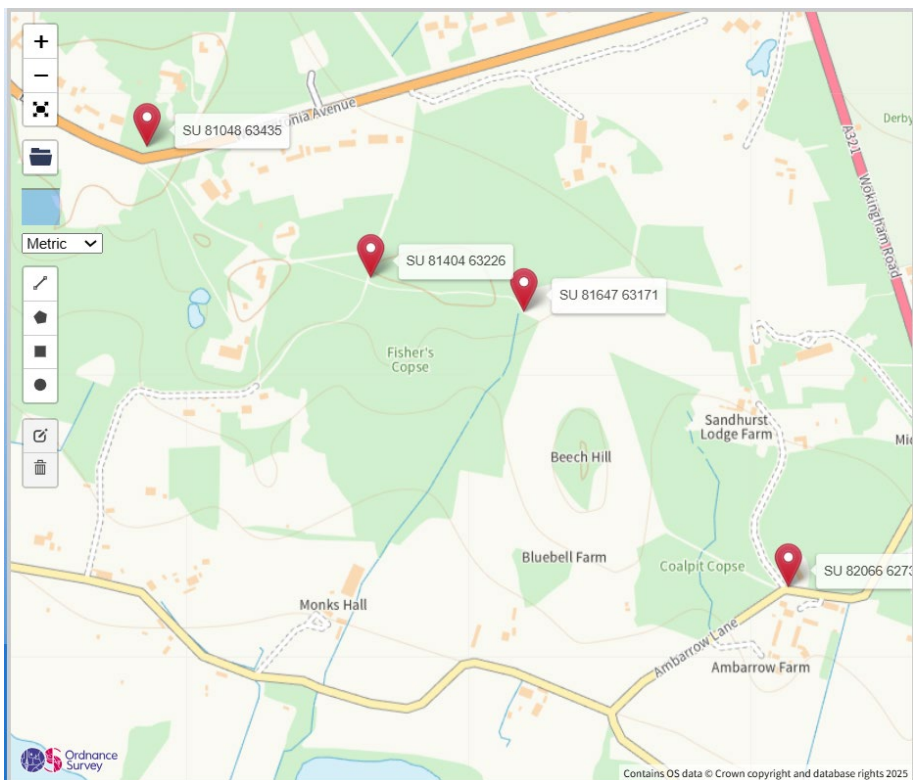 +
−
Metric
SU 81048 63435
onia Avenue
A321
Wokingham Road
Derby
SU 81404 63226
SU 81647 63171
Fisher's
Copse
Sandhurst
Lodge Farm
Mi
Beech Hill
Bluebell Farm
Coalpit Copse
SU 82066 6273
Monks Hall
Ambarrow Lane
Ambarrow Farm
Ordnance
Survey
Contains OS data © Crown copyright and database rights 2025